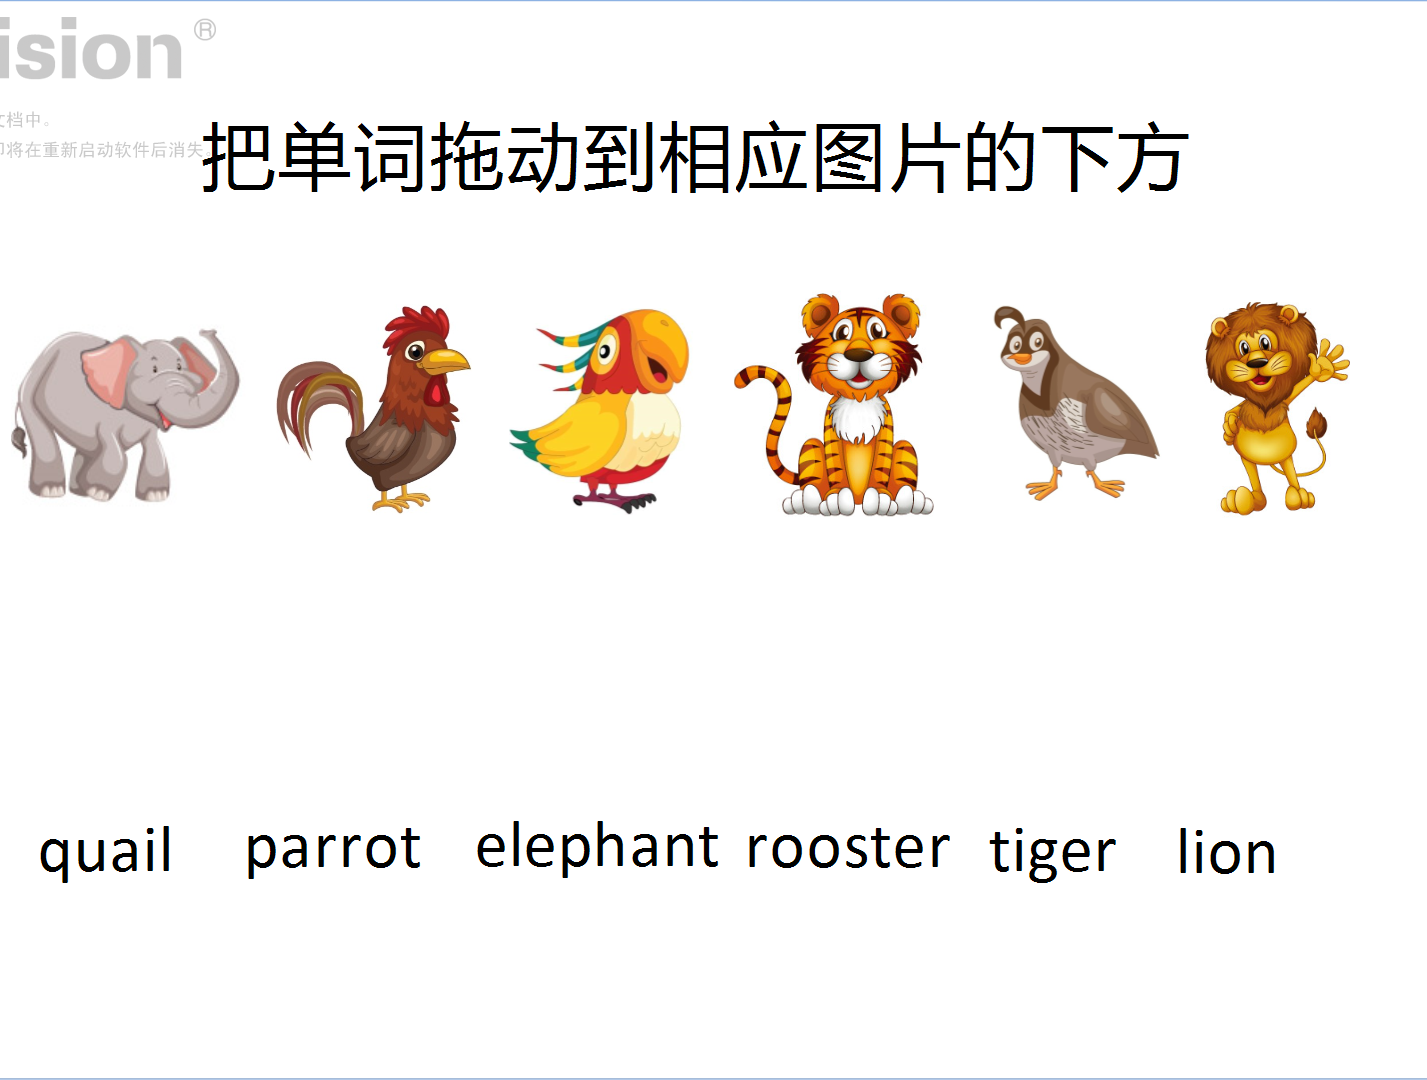 ision®
文档中。
即将在重新启动软件后消失。
把单词拖动到相应图片的下方
quail parrot elephant rooster tiger lion